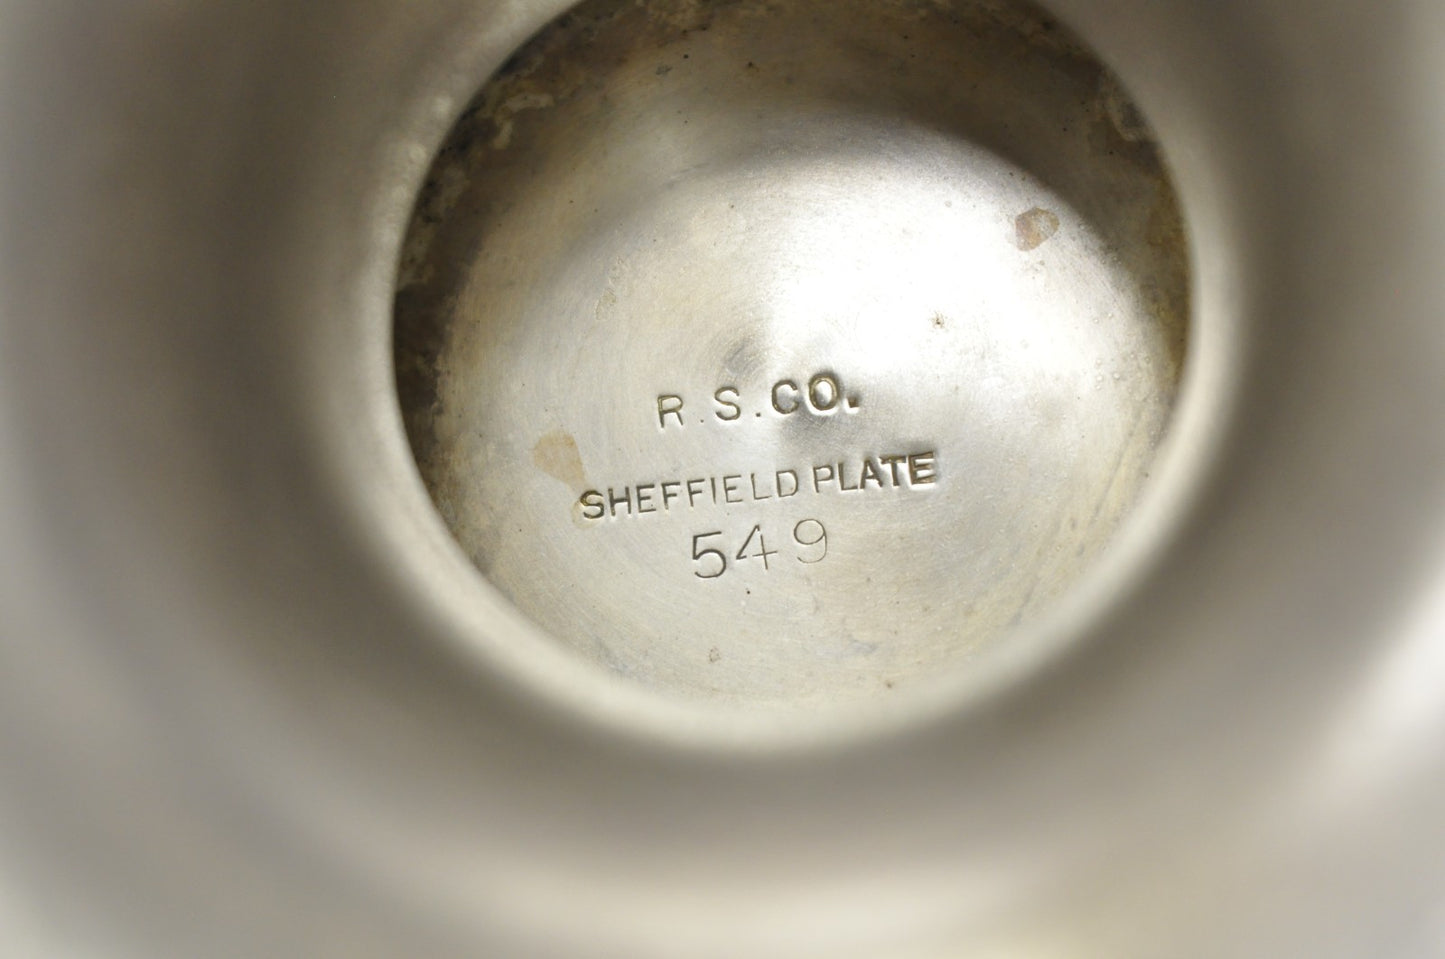 R.S.CO.
SHEFFIELD PLATE
549